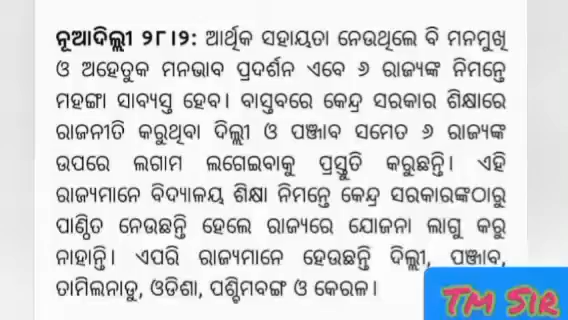 ନୂଆଦିଲ୍ଲୀ ୨୮।୨: ଆର୍ଥିକ ସହାୟତା ନେଉଥିଲେ ବି ମନମୁଖି
ଓ ଅହେତୁକ ମନଭାବ ପ୍ରଦର୍ଶନ ଏବେ ୬ ରାଜ୍ୟଙ୍କ ନିମନ୍ତେ
ମହଙ୍ଗା ସାବ୍ୟସ୍ତ ହେବ। ବାସ୍ତବରେ କେନ୍ଦ୍ର ସରକାର ଶିକ୍ଷାରେ
ରାଜନୀତି କରୁଥିବା ଦିଲ୍ଲୀ ଓ ପଞ୍ଜାବ ସମେତ ୬ ରାଜ୍ୟଙ୍କ
ଉପରେ ଲଗାମ ଲଗେଇବାକୁ ପ୍ରସ୍ତୁତି କରୁଛନ୍ତି। ଏହି
ରାଜ୍ୟମାନେ ବିଦ୍ୟାଳୟ ଶିକ୍ଷା ନିମନ୍ତେ କେନ୍ଦ୍ର ସରକାରଙ୍କଠାରୁ
ପାଣ୍ଠିତ ନେଉଛନ୍ତି ହେଲେ ରାଜ୍ୟରେ ଯୋଜନା ଲାଗୁ କରୁ
ନାହାନ୍ତି। ଏପରି ରାଜ୍ୟମାନେ ହେଉଛନ୍ତି ଦିଲ୍ଲୀ, ପଞ୍ଜାବ,
ତାମିଲନାଡୁ, ଓଡିଶା, ପଶ୍ଚିମବଙ୍ଗ ଓ କେରଳ।
TM SIR